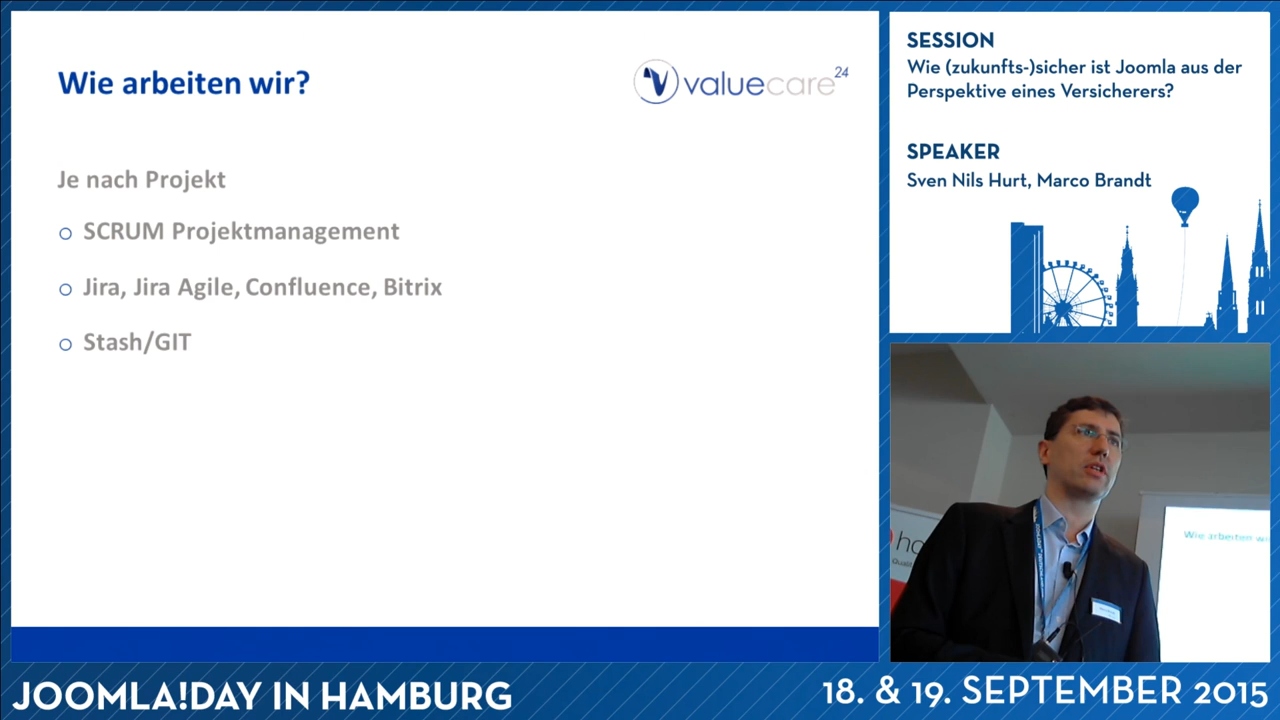 Wie arbeiten wir?
valuecare24
Je nach Projekt
SCRUM Projektmanagement
Jira, Jira Agile, Confluence, Bitrix
Stash/GIT
SESSION
Wie (zukunfts-)sicher ist Joomla aus der
Perspektive eines Versicherers?
SPEAKER
Sven Nils Hurt, Marco Brandt
Wie arbeiten wi
JOOMLA!DAY IN HAMBURG
18. & 19. SEPTEMBER 2015